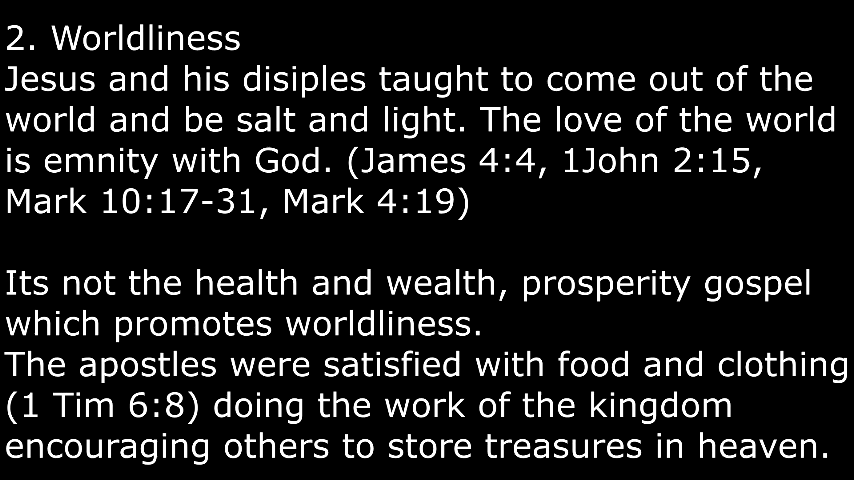 2. Worldliness
Jesus and his disiples taught to come out of the
world and be salt and light. The love of the world
is emnity with God. (James 4:4, 1John 2:15,
Mark 10:17-31, Mark 4:19)
Its not the health and wealth, prosperity gospel
which promotes worldliness.
The apostles were satisfied with food and clothing
(1 Tim 6:8) doing the work of the kingdom
encouraging others to store treasures in heaven.